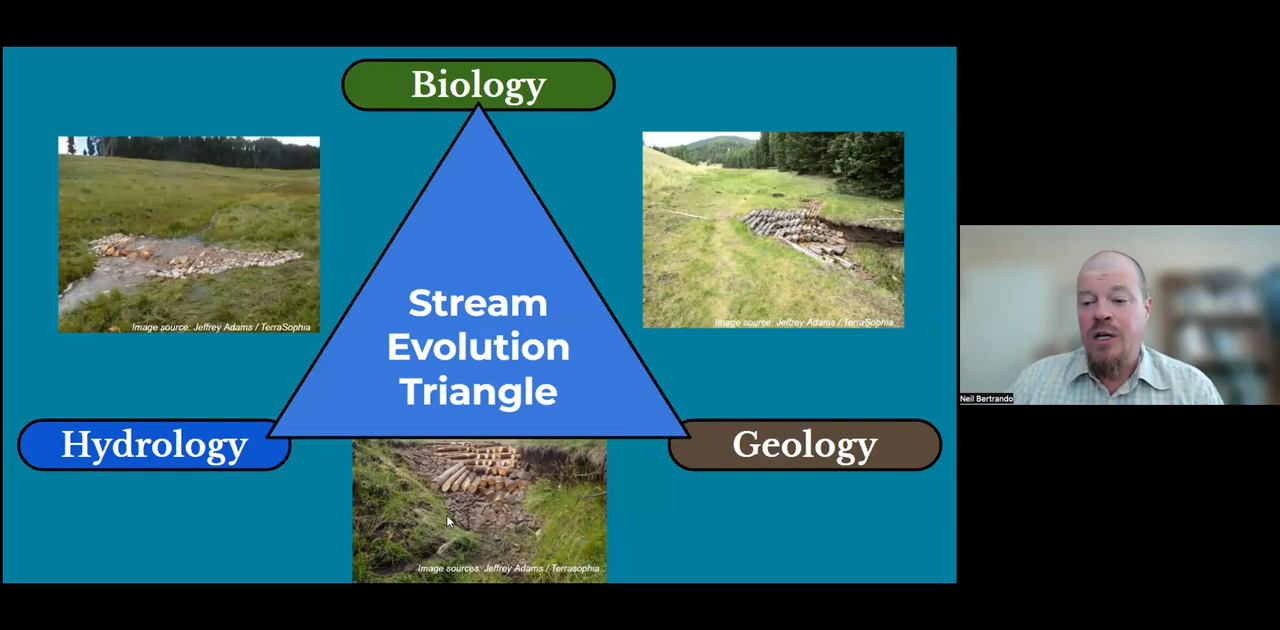 Biology
Image source: Jeffrey Adams / TerraSophia
Image source: Jeffrey Adams / TerraSophia
Stream
Evolution
Triangle
Hydrology
Geology
Image sources: Jeffrey Adams / Terrasophia
Neil Bertrando